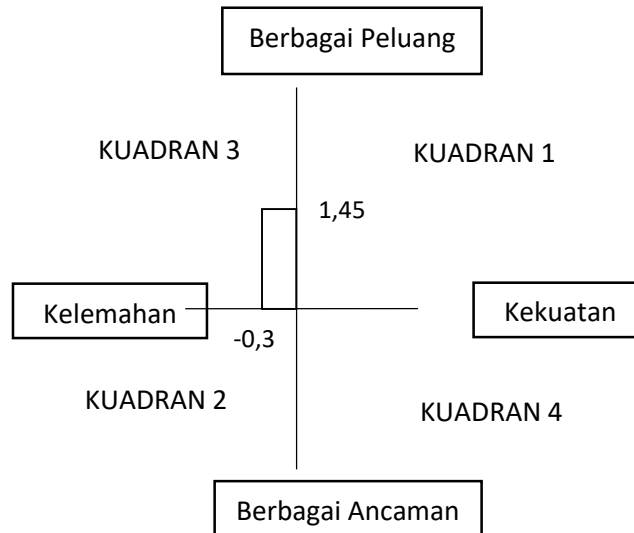 Berbagai Peluang
KUADRAN 3
KUADRAN 1
1,45
Kelemahan
Kekuatan
-0,3
KUADRAN 2
KUADRAN 4
Berbagai Ancaman